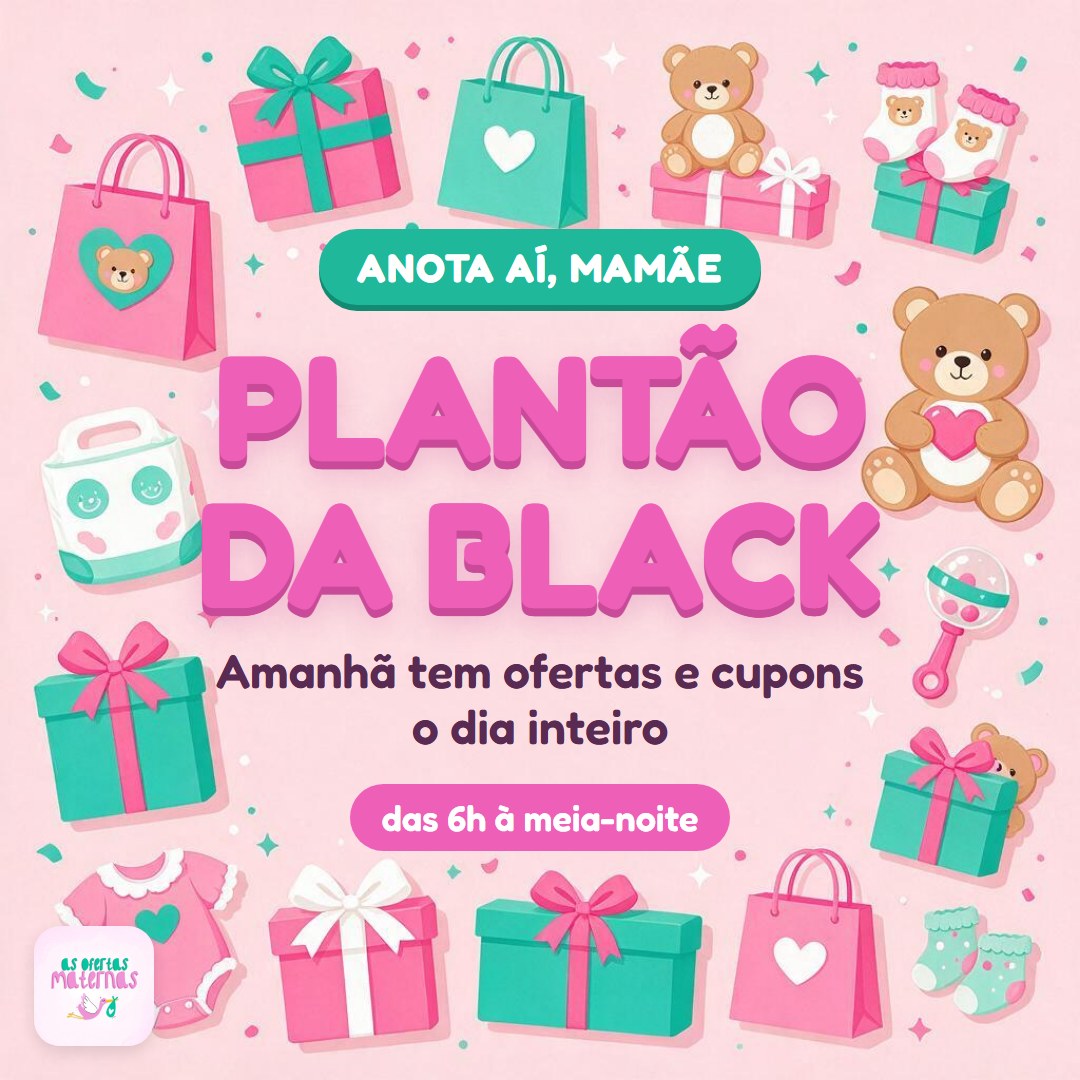 ANOTA AÍ, MAMÃE
PLANTÃO
DA BLACK
Amanhã tem ofertas e cupons
o dia inteiro
das 6h à meia-noite
as ofertas
maternas